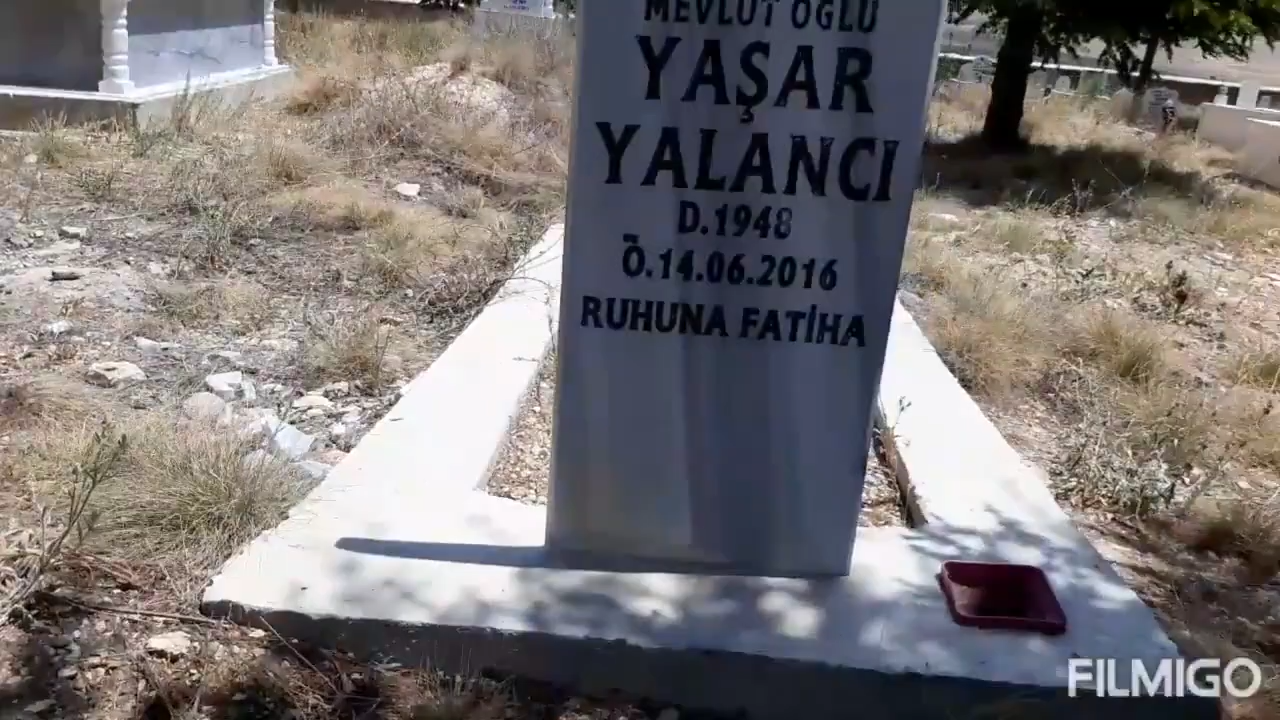 MEVLÜT OĞLU
YAŞAR
YALANCI
D.1948
Ö.14.06.2016
RUHUNA FATİHA
FILMIGO